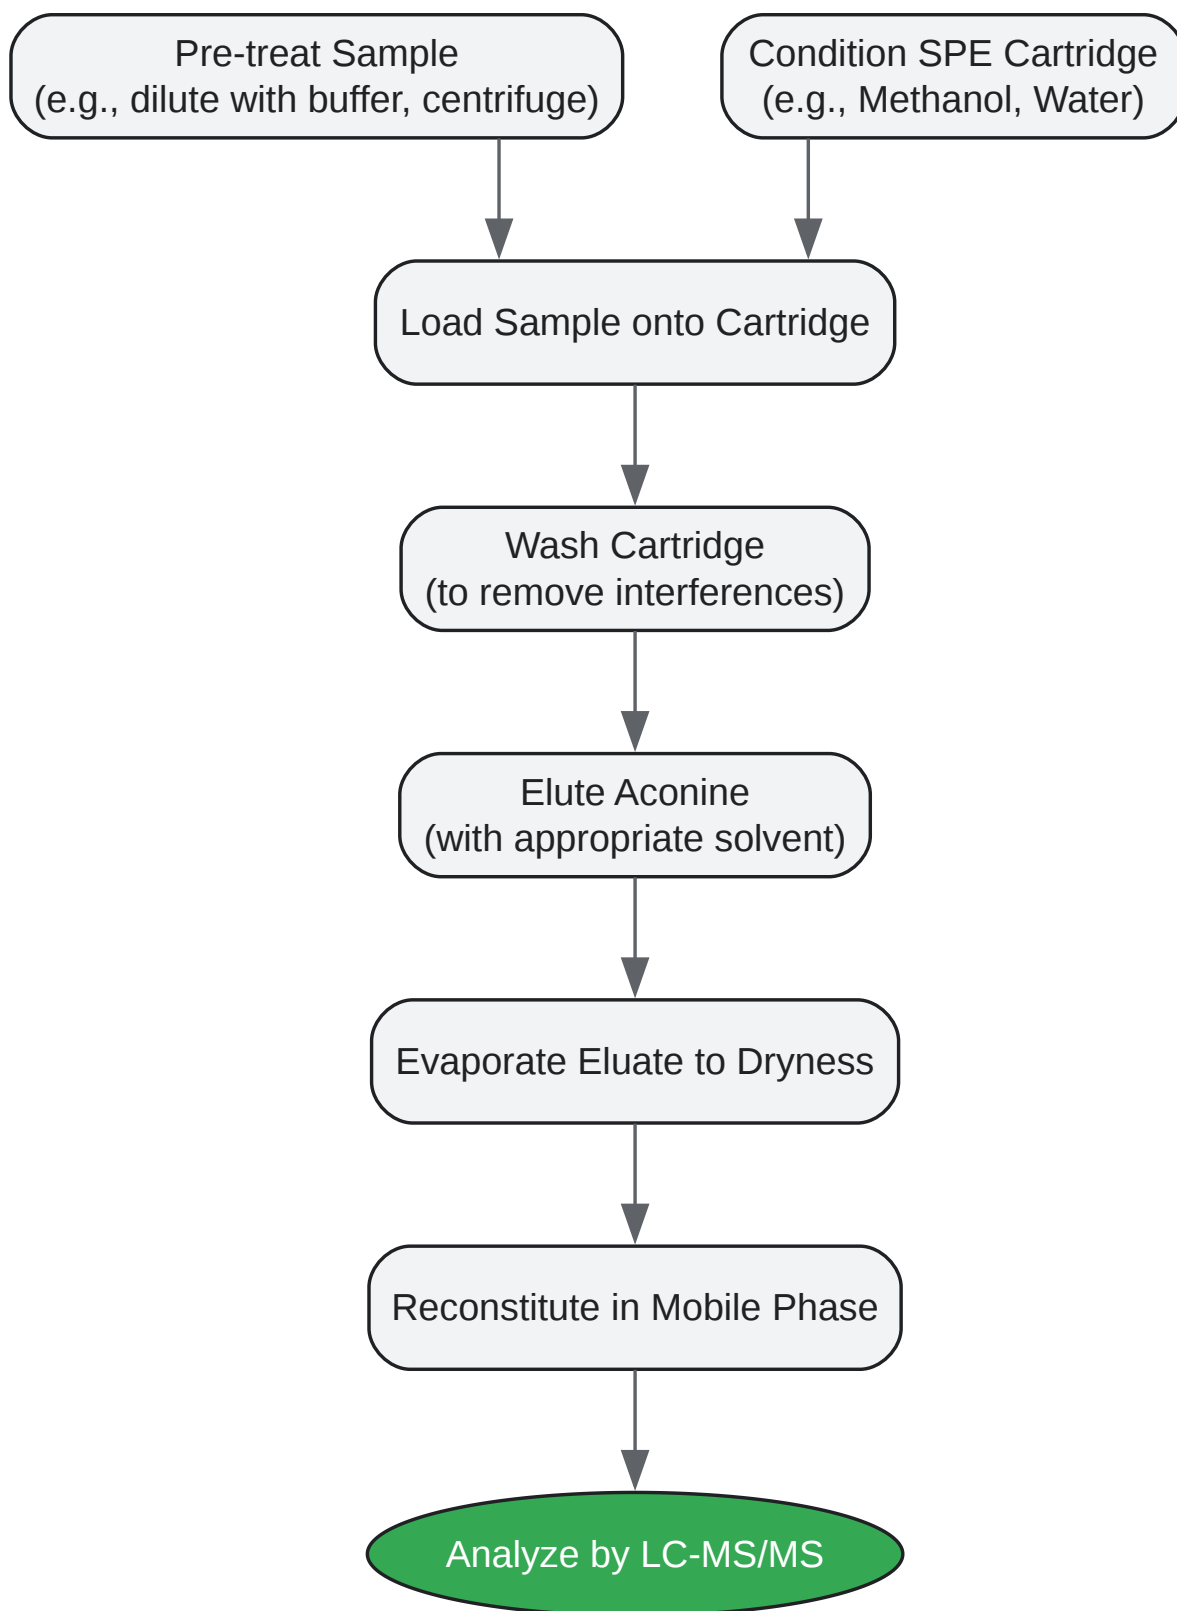 Pre-treat Sample
(e.g., dilute with buffer, centrifuge)
Condition SPE Cartridge
(e.g., Methanol, Water)
Load Sample onto Cartridge
Wash Cartridge
(to remove interferences)
Elute Aconine
(with appropriate solvent)
Evaporate Eluate to Dryness
Reconstitute in Mobile Phase
Analyze by LC-MS/MS